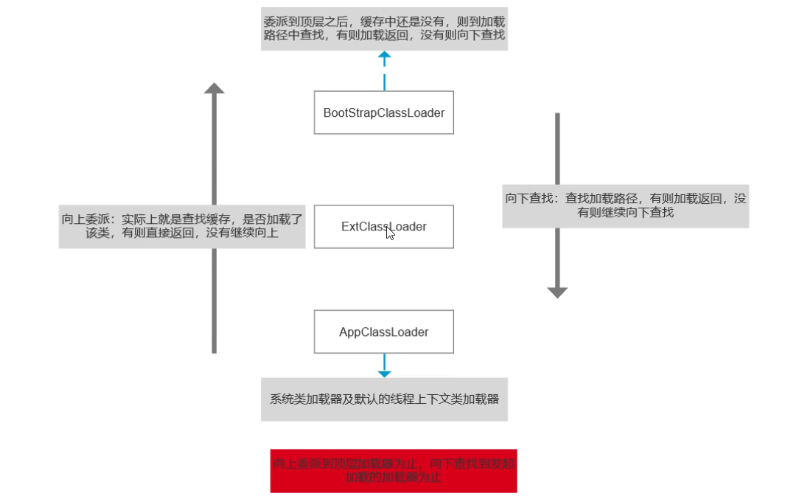 委派到顶层之后，缓存中还是没有，则到加载
路径中查找，有则加载返回，没有则向下查找
BootStrapClassLoader
向下查找：查找加载路径，有则加载返回，没
有则继续向下查找
向上委派：实际上就是查找缓存，是否加载了
该类，有则直接返回，没有继续向上
ExtClassLoader
AppClassLoader
系统类加载器及默认的线程上下文类加载器
向上委派到顶层加载器为止，向下查找到发起
加载的加载器为止